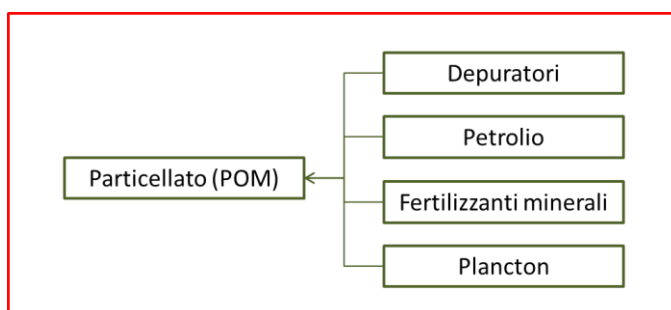 Depuratori
Petrolio
Particellato (POM)
Fertilizzanti minerali
Plancton